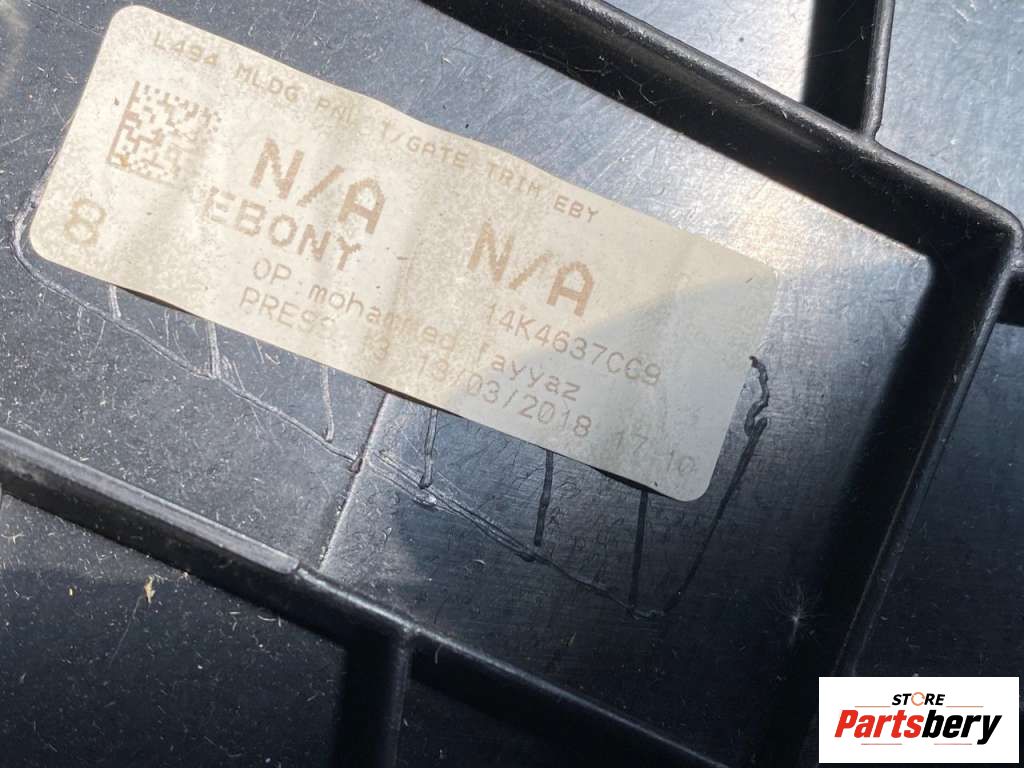 L494 MLDG PNL T/GATE TRIM EBY
N/A N/A
8 EBONY 14K4637CC9
OP: mohammed fayyaz
PRESS 13/03/2018 17-10
STORE
Partsbery